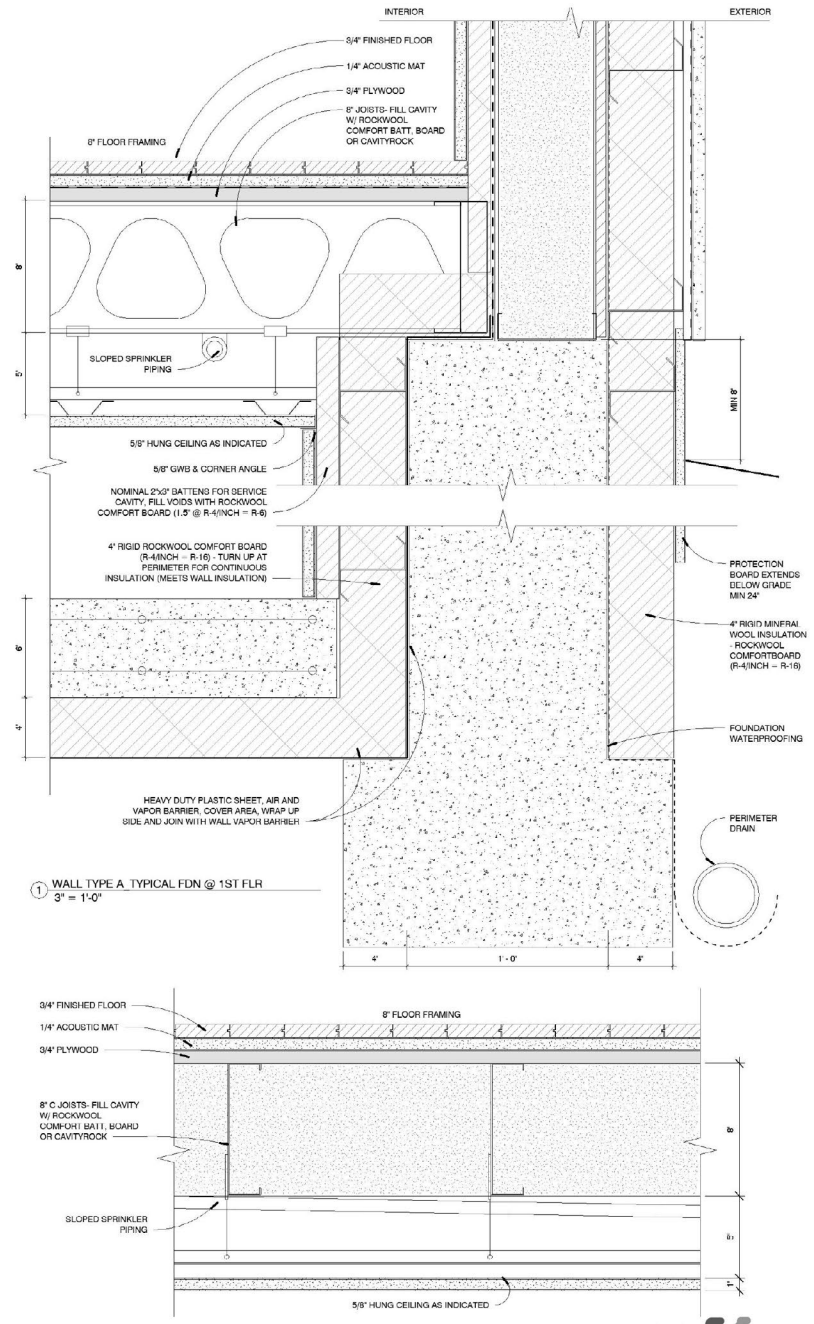 INTERIOR
EXTERIOR
3/4" FINISHED FLOOR
1/4" ACOUSTIC MAT
3/4" PLYWOOD
8" JOISTS- FILL CAVITY
W/ ROCKWOOL
COMFORT BATT, BOARD
OR CAVITYROCK
8" FLOOR FRAMING
8"
SLOPED SPRINKLER
PIPING
5"
MIN 8"
5/8" HUNG CEILING AS INDICATED
5/8" GWB & CORNER ANGLE
NOMINAL 2"x3" BATTENS FOR SERVICE
CAVITY, FILL VOIDS WITH ROCKWOOL
COMFORT BOARD (1.5" @ R-4/INCH = R-6)
4" RIGID ROCKWOOL COMFORT BOARD
(R-4/INCH = R-16) - TURN UP AT
PERIMETER FOR CONTINUOUS
INSULATION (MEETS WALL INSULATION)
PROTECTION
BOARD EXTENDS
BELOW GRADE
MIN 24"
6"
4" RIGID MINERAL
WOOL INSULATION
- ROCKWOOL
COMFORTBOARD
(R-4/INCH = R-16)
4"
FOUNDATION
WATERPROOFING
HEAVY DUTY PLASTIC SHEET, AIR AND
VAPOR BARRIER, COVER AREA, WRAP UP
SIDE AND JOIN WITH WALL VAPOR BARRIER
PERIMETER
DRAIN
1 WALL TYPE A_TYPICAL FDN @ 1ST FLR
3" = 1'-0"
4" 1'- 0" 4"
3/4" FINISHED FLOOR
1/4" ACOUSTIC MAT
3/4" PLYWOOD
8" FLOOR FRAMING
8" C JOISTS- FILL CAVITY
W/ ROCKWOOL
COMFORT BATT, BOARD
OR CAVITYROCK
8"
SLOPED SPRINKLER
PIPING
5"
1"
5/8" HUNG CEILING AS INDICATED